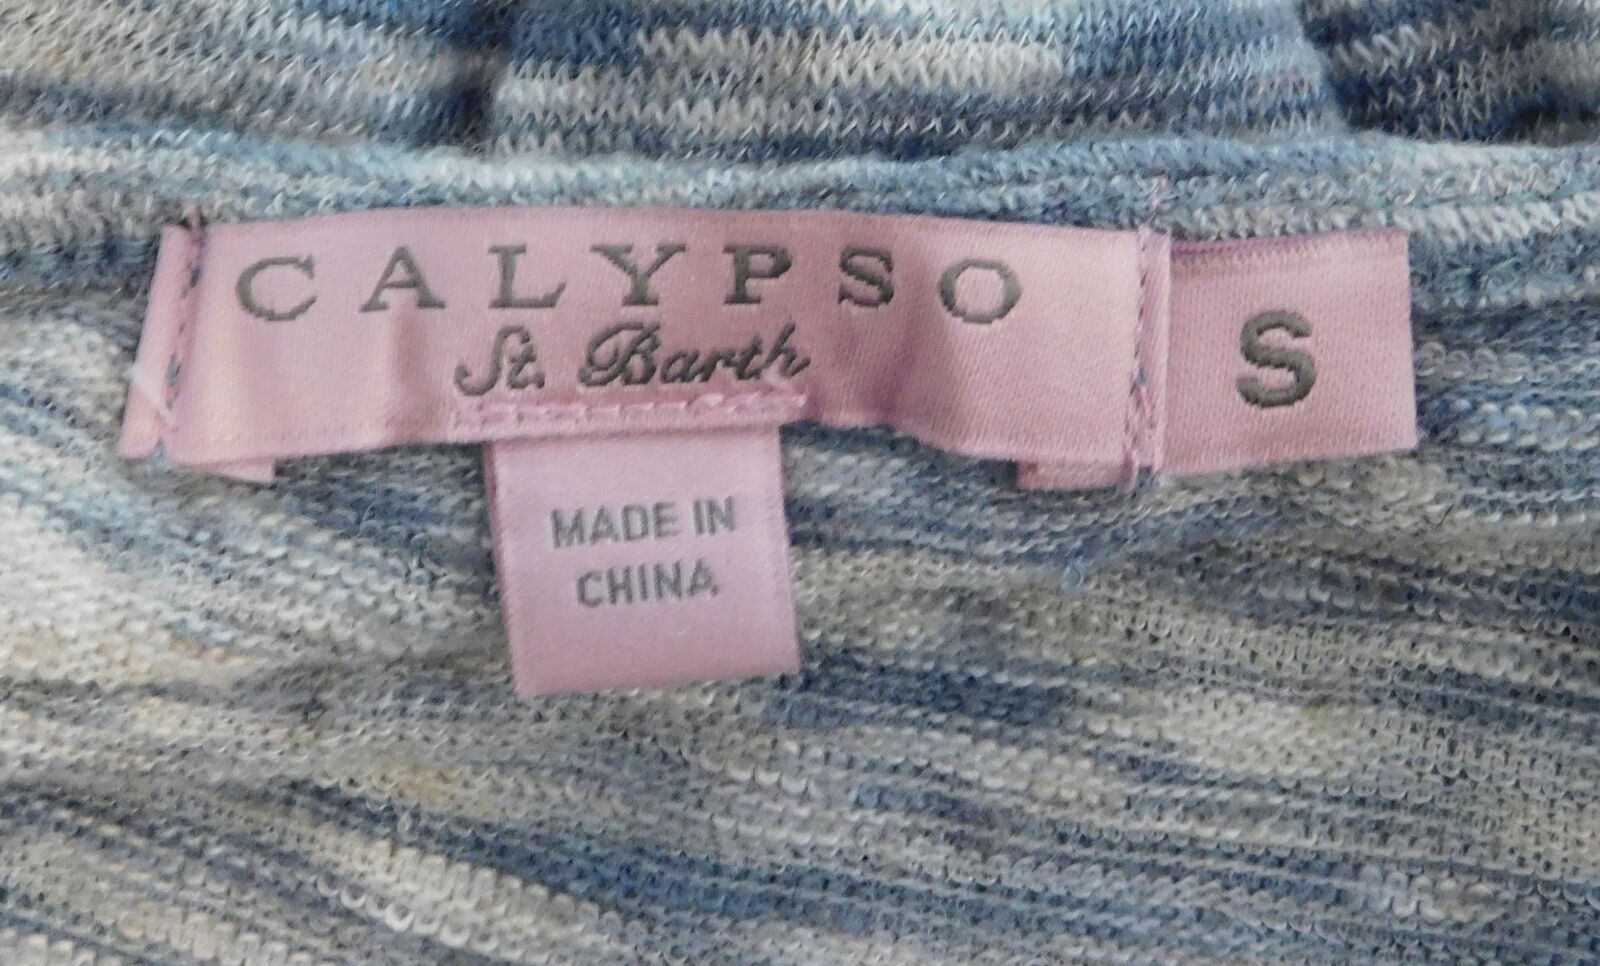 CALYPSO
St. Barth
S
MADE IN
CHINA